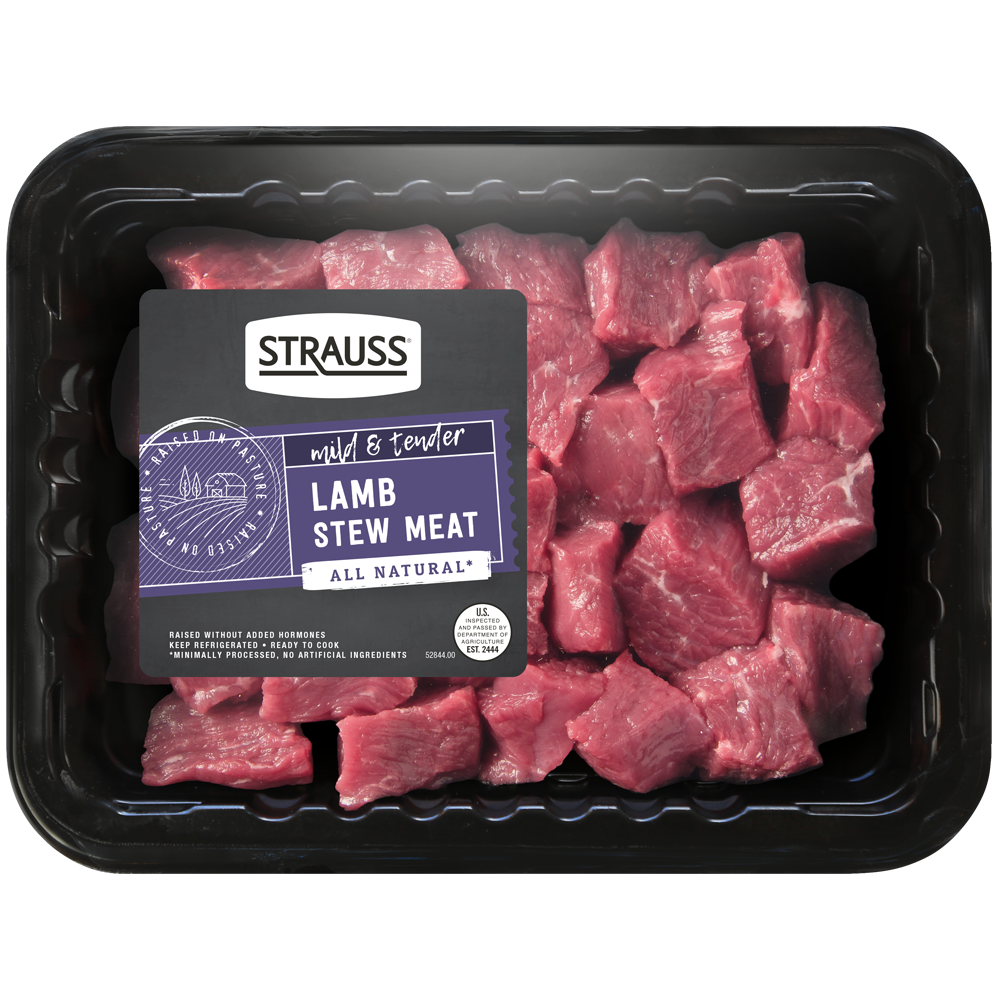 STRAUSS®
RAISED ON PASTURE • RAISED ON PASTURE •
mild & tender
LAMB
STEW MEAT
ALL NATURAL*
RAISED WITHOUT ADDED HORMONES
KEEP REFRIGERATED • READY TO COOK
*MINIMALLY PROCESSED, NO ARTIFICIAL INGREDIENTS
52844.00
U.S.
INSPECTED
AND PASSED BY
DEPARTMENT OF
AGRICULTURE
EST. 2444